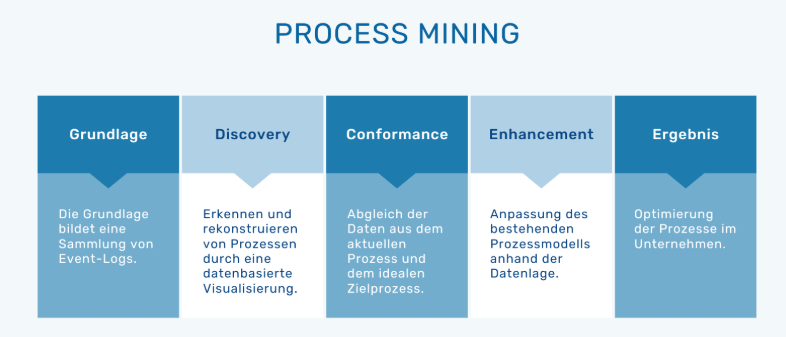 PROCESS MINING
Grundlage
Die Grundlage
bildet eine
Sammlung von
Event-Logs.
Discovery
Erkennen und
rekonstruieren
von Prozessen
durch eine
datenbasierte
Visualisierung.
Conformance
Abgleich der
Daten aus dem
aktuellen
Prozess und
dem idealen
Zielprozess.
Enhancement
Anpassung des
bestehenden
Prozessmodells
anhand der
Datenlage.
Ergebnis
Optimierung
der Prozesse im
Unternehmen.